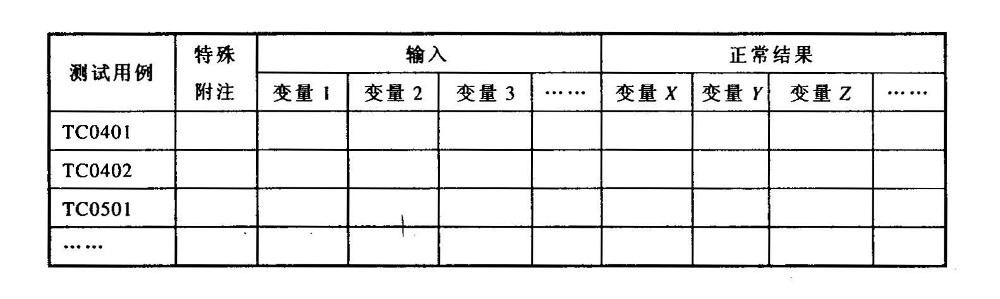 测试用例 特殊附注 输入 正常结果
变量 1 变量 2 变量 3 …… 变量 X 变量 Y 变量 Z ……
TC0401
TC0402
TC0501
……